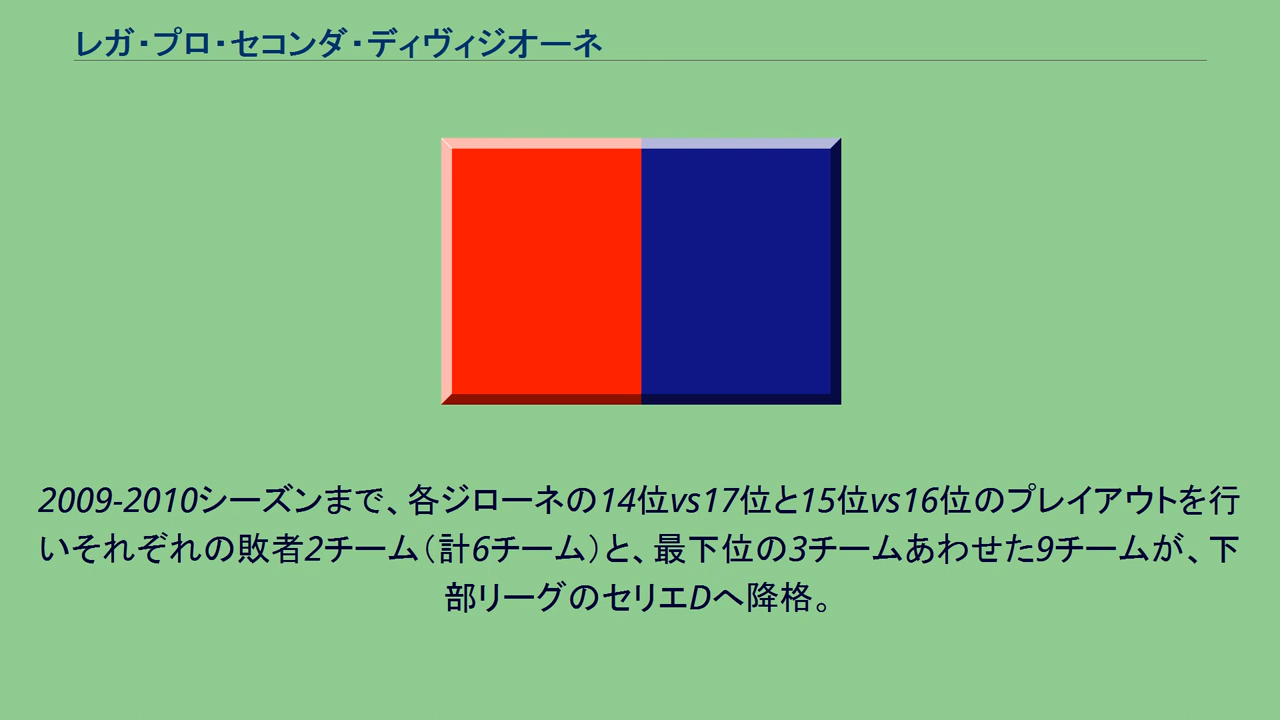 レガ・プロ・セコンダ・ディヴィジオーネ
2009-2010シーズンまで、各ジローネの14位vs17位と15位vs16位のプレイアウトを行
いそれぞれの敗者2チーム（計6チーム）と、最下位の3チームあわせた9チームが、下
部リーグのセリエDへ降格。